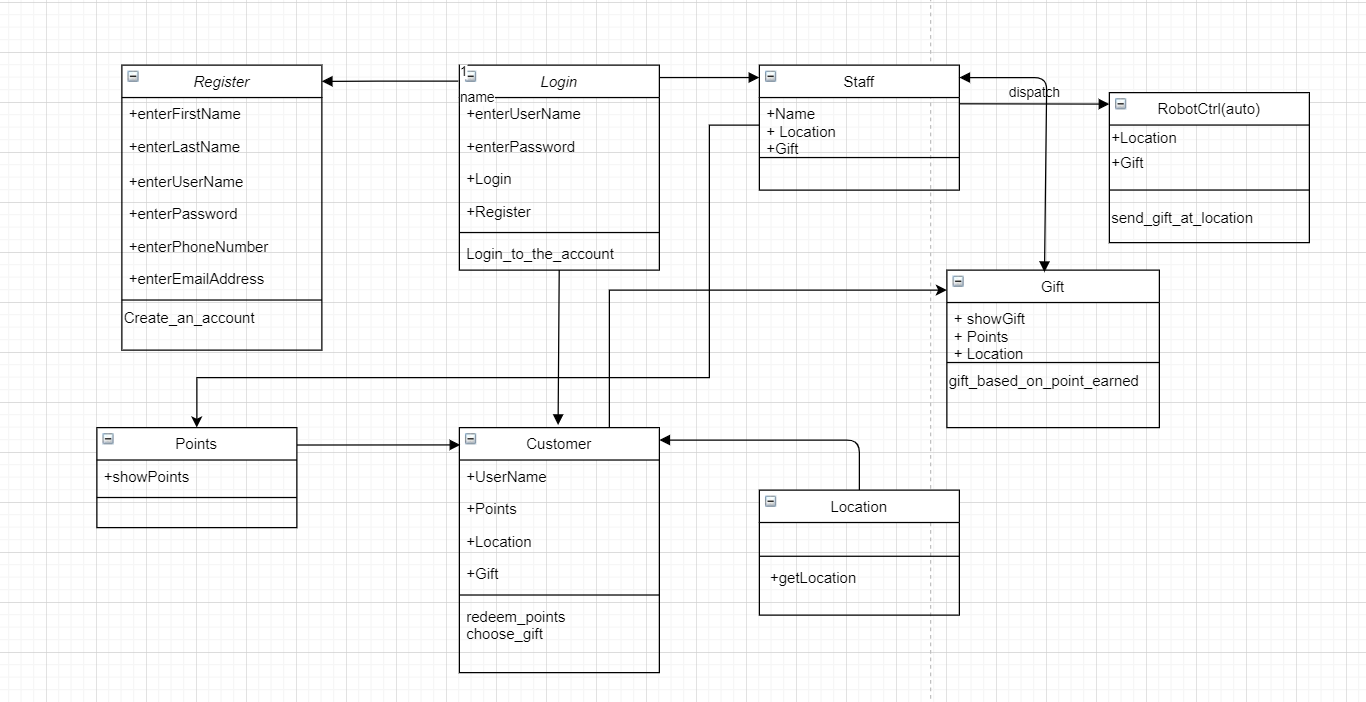 Register
+enterFirstName
+enterLastName
+enterUserName
+enterPassword
+enterPhoneNumber
+enterEmailAddress
Create_an_account
1
Login
name
+enterUserName
+enterPassword
+Login
+Register
Login_to_the_account
Staff
+Name
+ Location
+Gift
dispatch
RobotCtrl(auto)
+Location
+Gift
send_gift_at_location
Gift
+ showGift
+ Points
+ Location
gift_based_on_point_earned
Points
+showPoints
Customer
+UserName
+Points
+Location
+Gift
redeem_points
choose_gift
Location
+getLocation